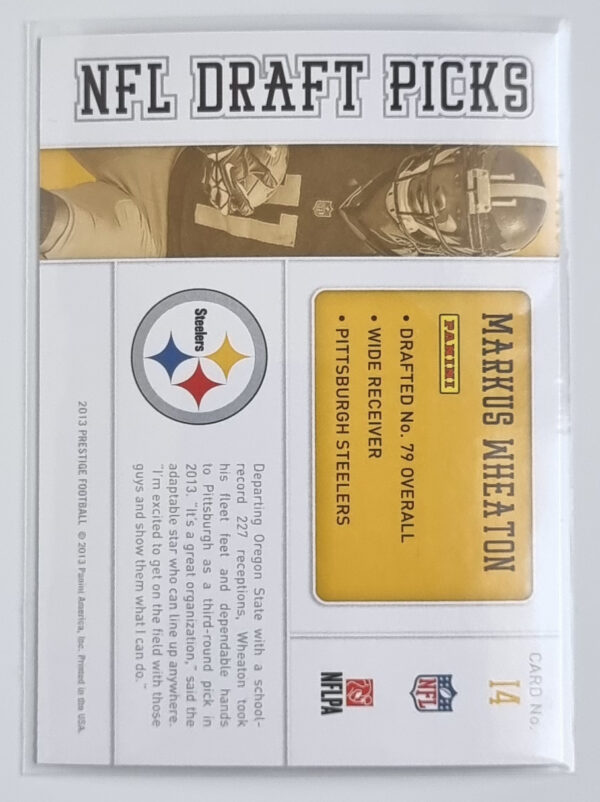 NFL DRAFT PICKS
CARD No.
14
MARKUS WHEATON
PANINI
• DRAFTED No. 79 OVERALL
• WIDE RECEIVER
• PITTSBURGH STEELERS
NFL
NFLPA
Steelers
Departing Oregon State with a school-
record 227 receptions, Wheaton took
his fleet feet and dependable hands
to Pittsburgh as a third-round pick in
2013. "It's a great organization," said the
adaptable star who can line up anywhere.
"I'm excited to get on the field with those
guys and show them what I can do."
2013 PRESTIGE FOOTBALL © 2013 Panini America, Inc. Printed in the USA.